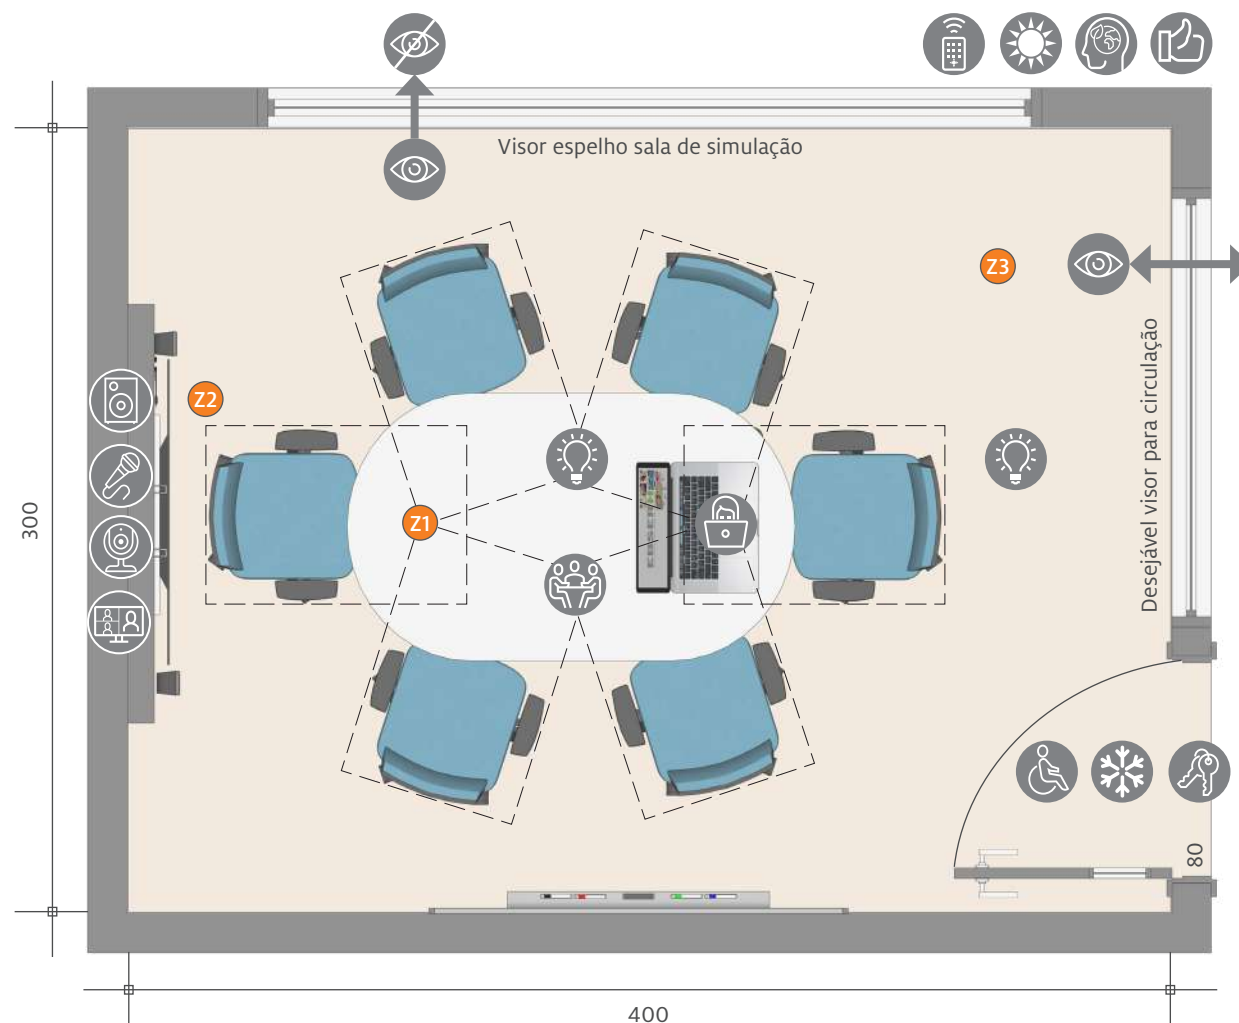 Visor espelho sala de simulação
Z3
Desejável visor para circulação
Z2
Z1
300
80
400